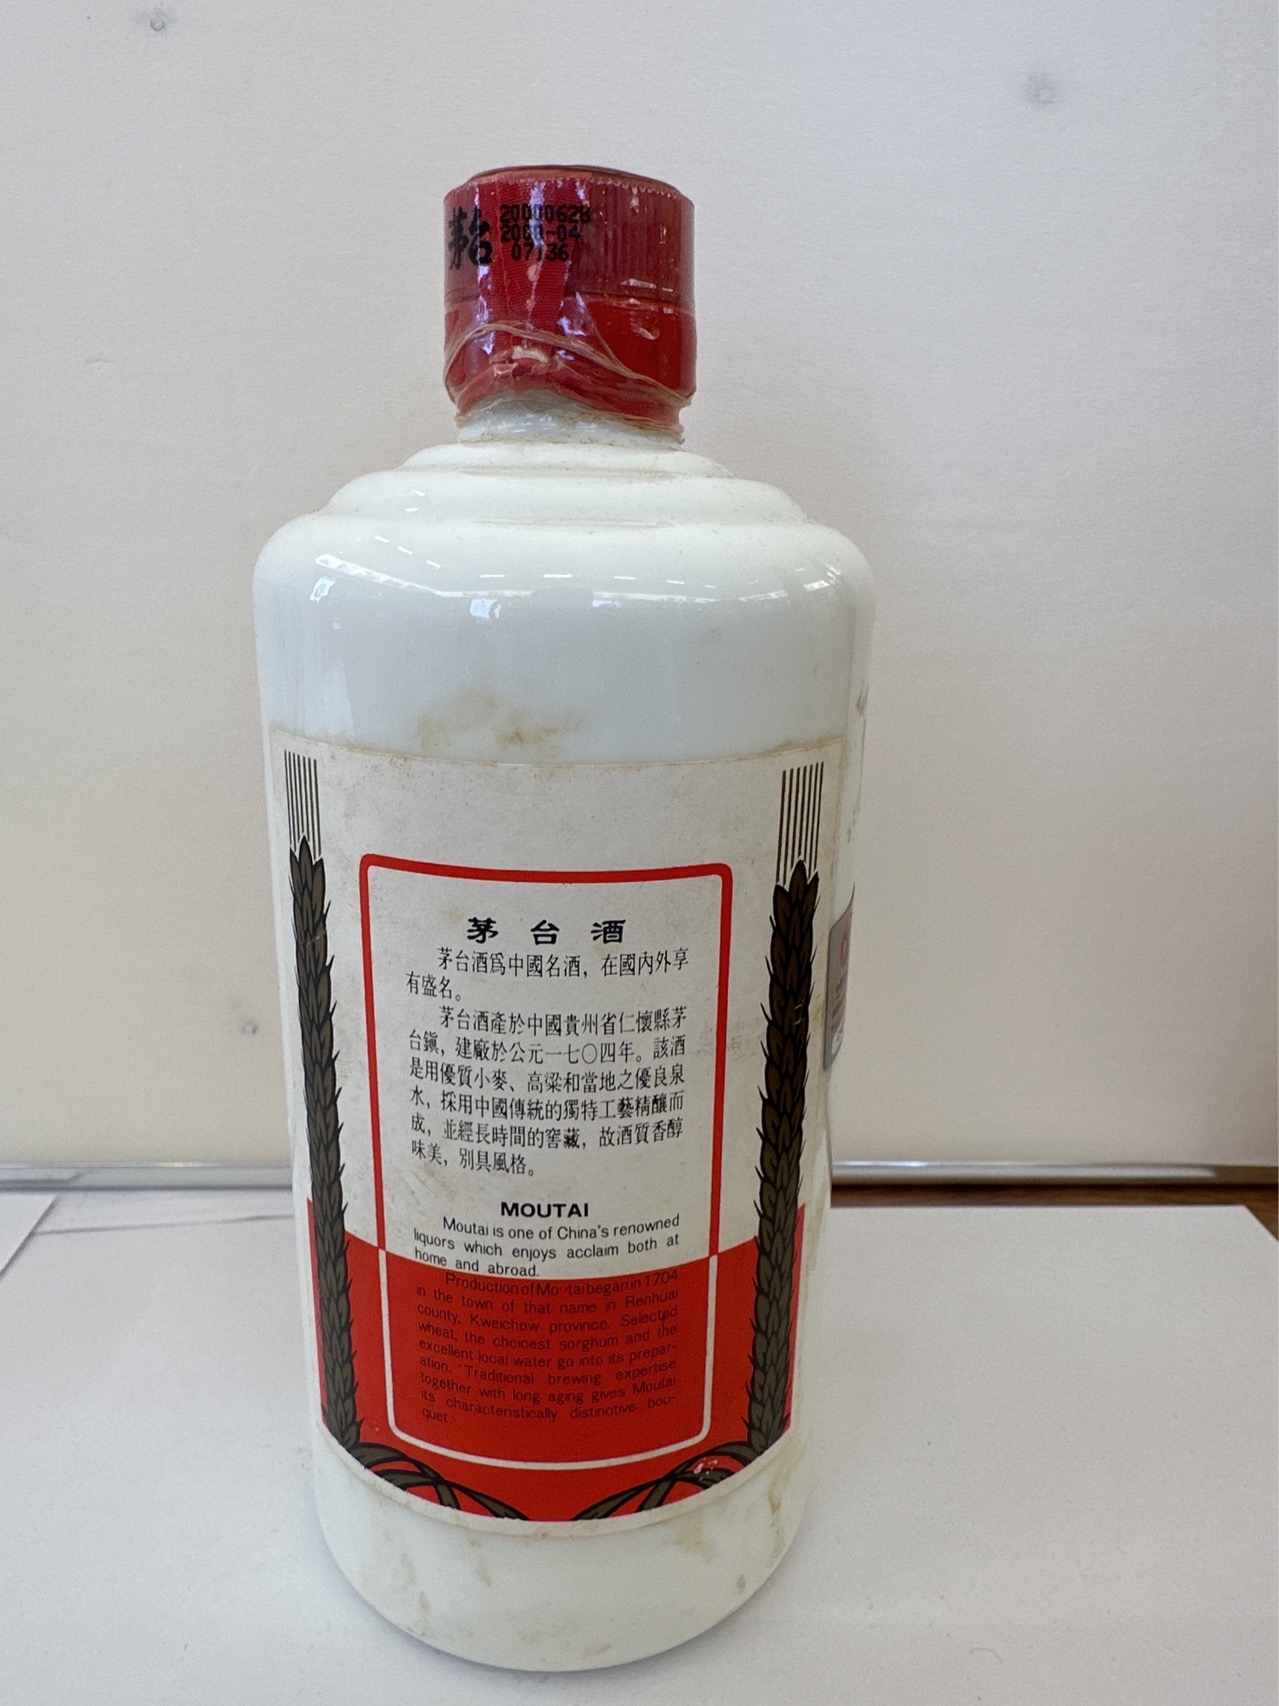 茅台
20000628
2000-04
07136
茅台酒
茅台酒爲中國名酒，在國內外享
有盛名。
茅台酒產於中國貴州省仁懷縣茅
台鎭，建廠於公元一七〇四年。該酒
是用優質小麥、高粱和當地之優良泉
水，採用中國傳統的獨特工藝精釀而
成，並經長時間的窖藏，故酒質香醇
味美，別具風格。
MOUTAI
Moutai is one of China's renowned
liquors which enjoys acclaim both at
home and abroad.
Production of Moutai began in 1704
in the town of that name in Renhuai
county, Kweichow province. Selected
wheat, the choicest sorghum and the
excellent local water go into its prepar-
ation. Traditional brewing expertise
together with long aging gives Moutai
its characteristically distinctive bou-
quet